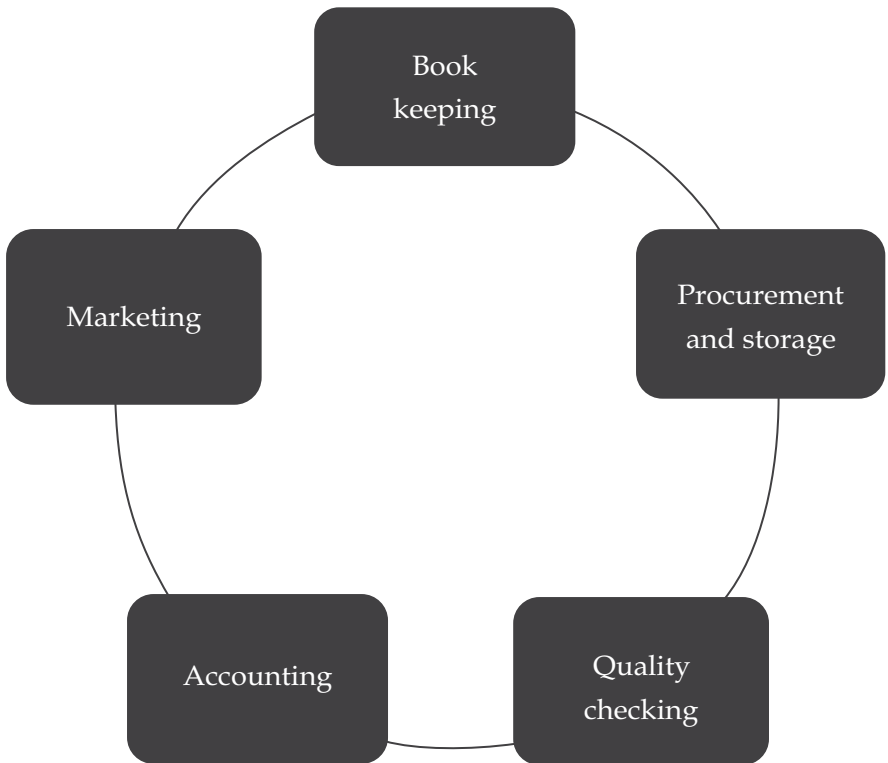 Book
keeping
Procurement
and storage
Quality
checking
Accounting
Marketing